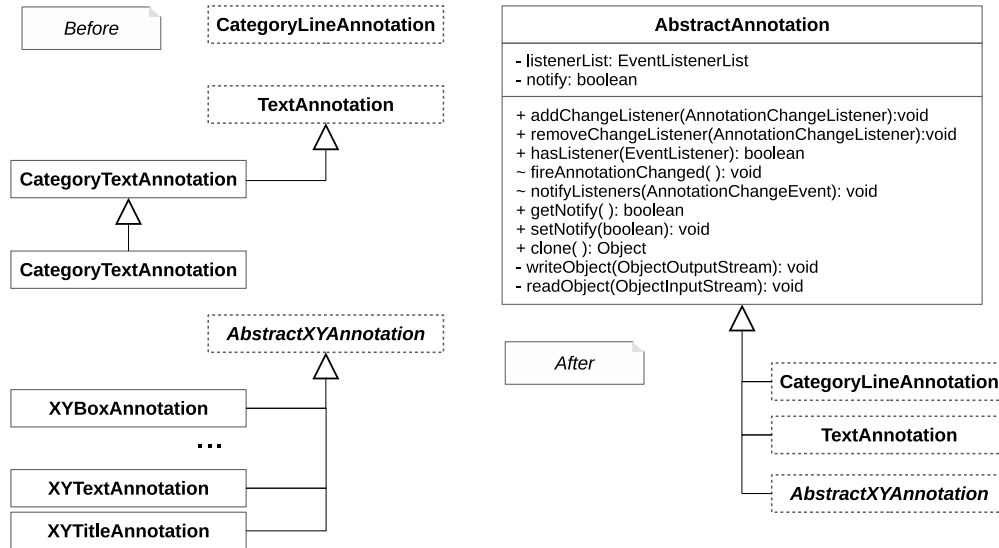 Before
CategoryLineAnnotation
TextAnnotation
CategoryTextAnnotation
CategoryTextAnnotation
AbstractXYAnnotation
XYBoxAnnotation
...
XYTextAnnotation
XYTitleAnnotation
AbstractAnnotation
- listenerList: EventListenerList
- notify: boolean
+ addChangeListener(AnnotationChangeListener):void
+ removeChangeListener(AnnotationChangeListener):void
+ hasListener(EventListener): boolean
~ fireAnnotationChanged( ): void
~ notifyListeners(AnnotationChangeEvent): void
+ getNotify( ): boolean
+ setNotify(boolean): void
+ clone( ): Object
- writeObject(ObjectOutputStream): void
- readObject(ObjectInputStream): void
After
CategoryLineAnnotation
TextAnnotation
AbstractXYAnnotation